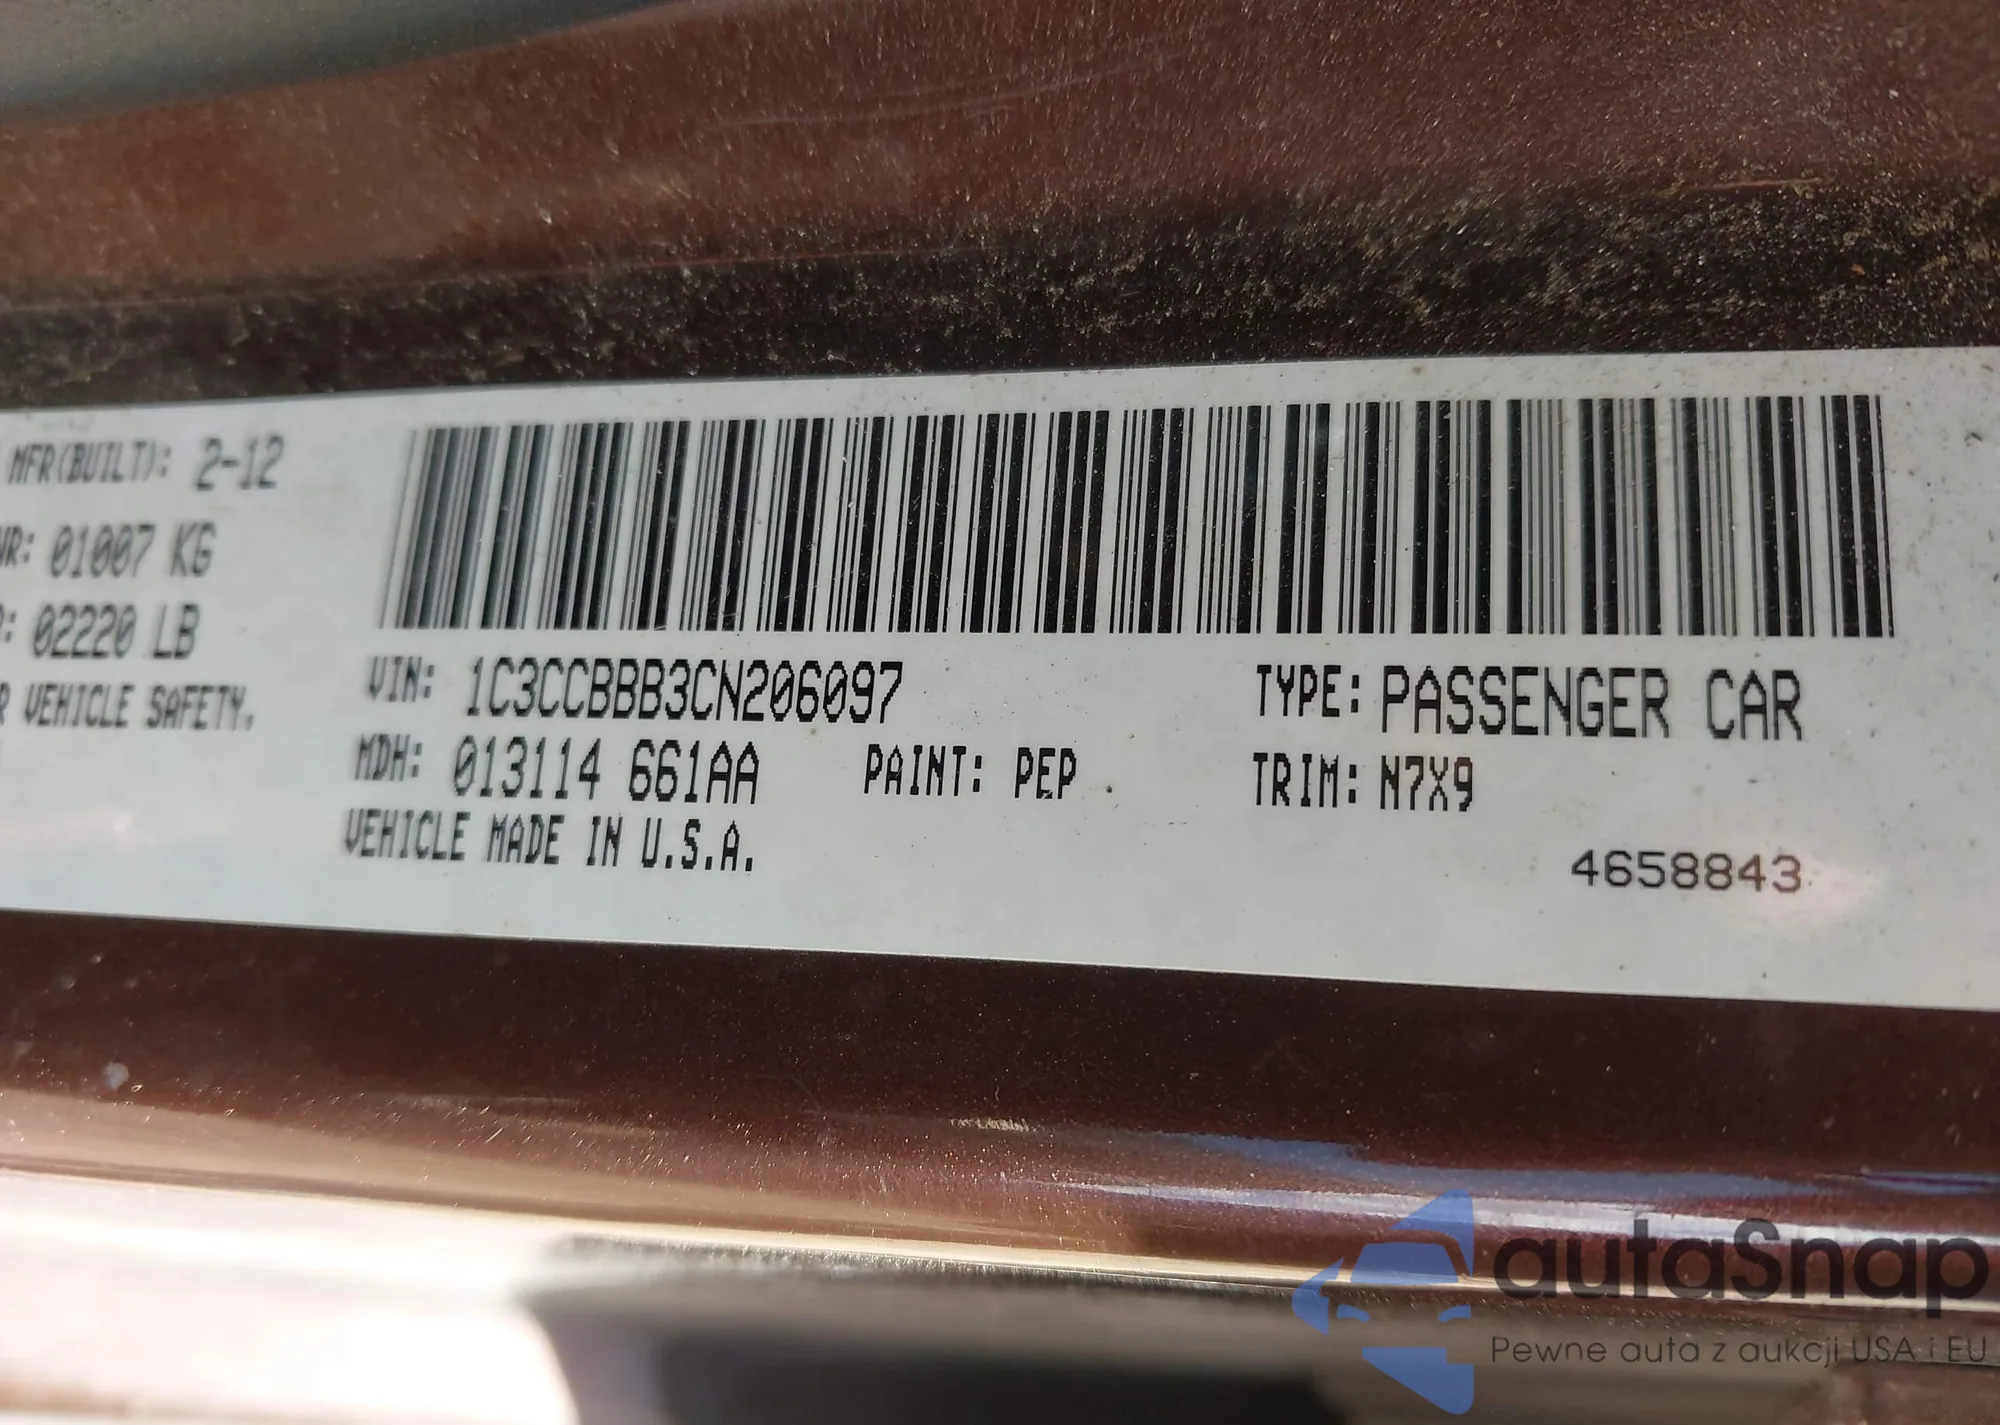 MFR(BUILT): 2-12
WR: 01007 KG
02220 LB
VEHICLE SAFETY,
VIN: 1C3CCBBB3CN206097
TYPE: PASSENGER CAR
MDH: 013114 661AA
PAINT: PEP
TRIM: N7X9
VEHICLE MADE IN U.S.A.
4658843
autaSnap
Pewne auta z aukcji USA i EU